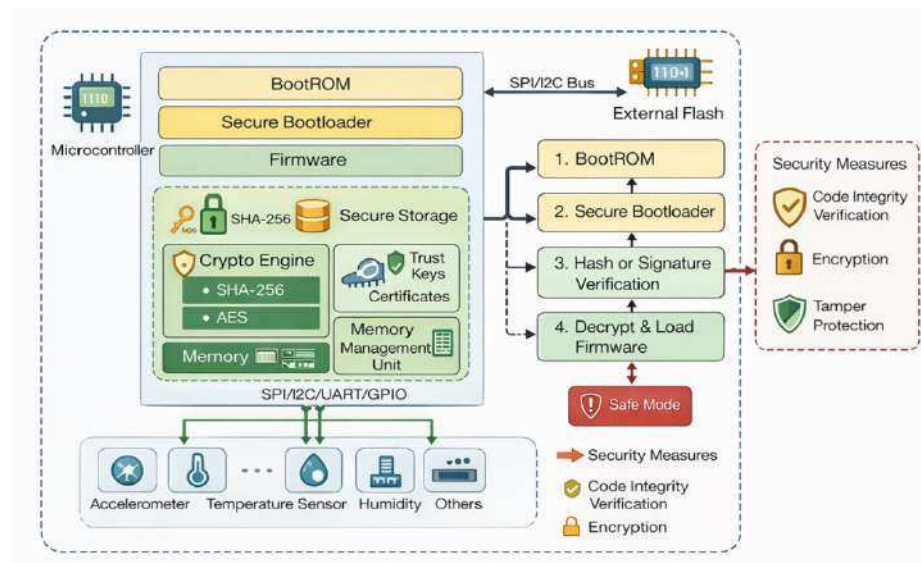 1110
Microcontroller
BootROM
Secure Bootloader
Firmware
SHA-256
Secure Storage
Crypto Engine
• SHA-256
• AES
Trust
Keys
Certificates
Memory
Memory
Management
Unit
SPI/I2C/UART/GPIO
Accelerometer
Temperature Sensor
Humidity
Others
SPI/I2C Bus
External Flash
1. BootROM
2. Secure Bootloader
3. Hash or Signature
Verification
4. Decrypt & Load
Firmware
Safe Mode
Security Measures
Code Integrity
Verification
Encryption
Security Measures
Code Integrity
Verification
Encryption
Tamper
Protection